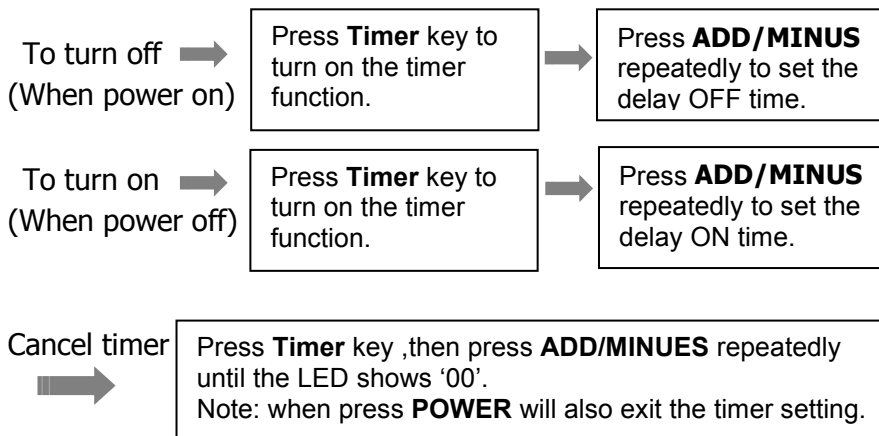 To turn off
(When power on)
Press Timer key to
turn on the timer
function.
Press ADD/MINUS
repeatedly to set the
delay OFF time.
To turn on
(When power off)
Press Timer key to
turn on the timer
function.
Press ADD/MINUS
repeatedly to set the
delay ON time.
Cancel timer
Press Timer key ,then press ADD/MINUES repeatedly
until the LED shows ‘00’.
Note: when press POWER will also exit the timer setting.